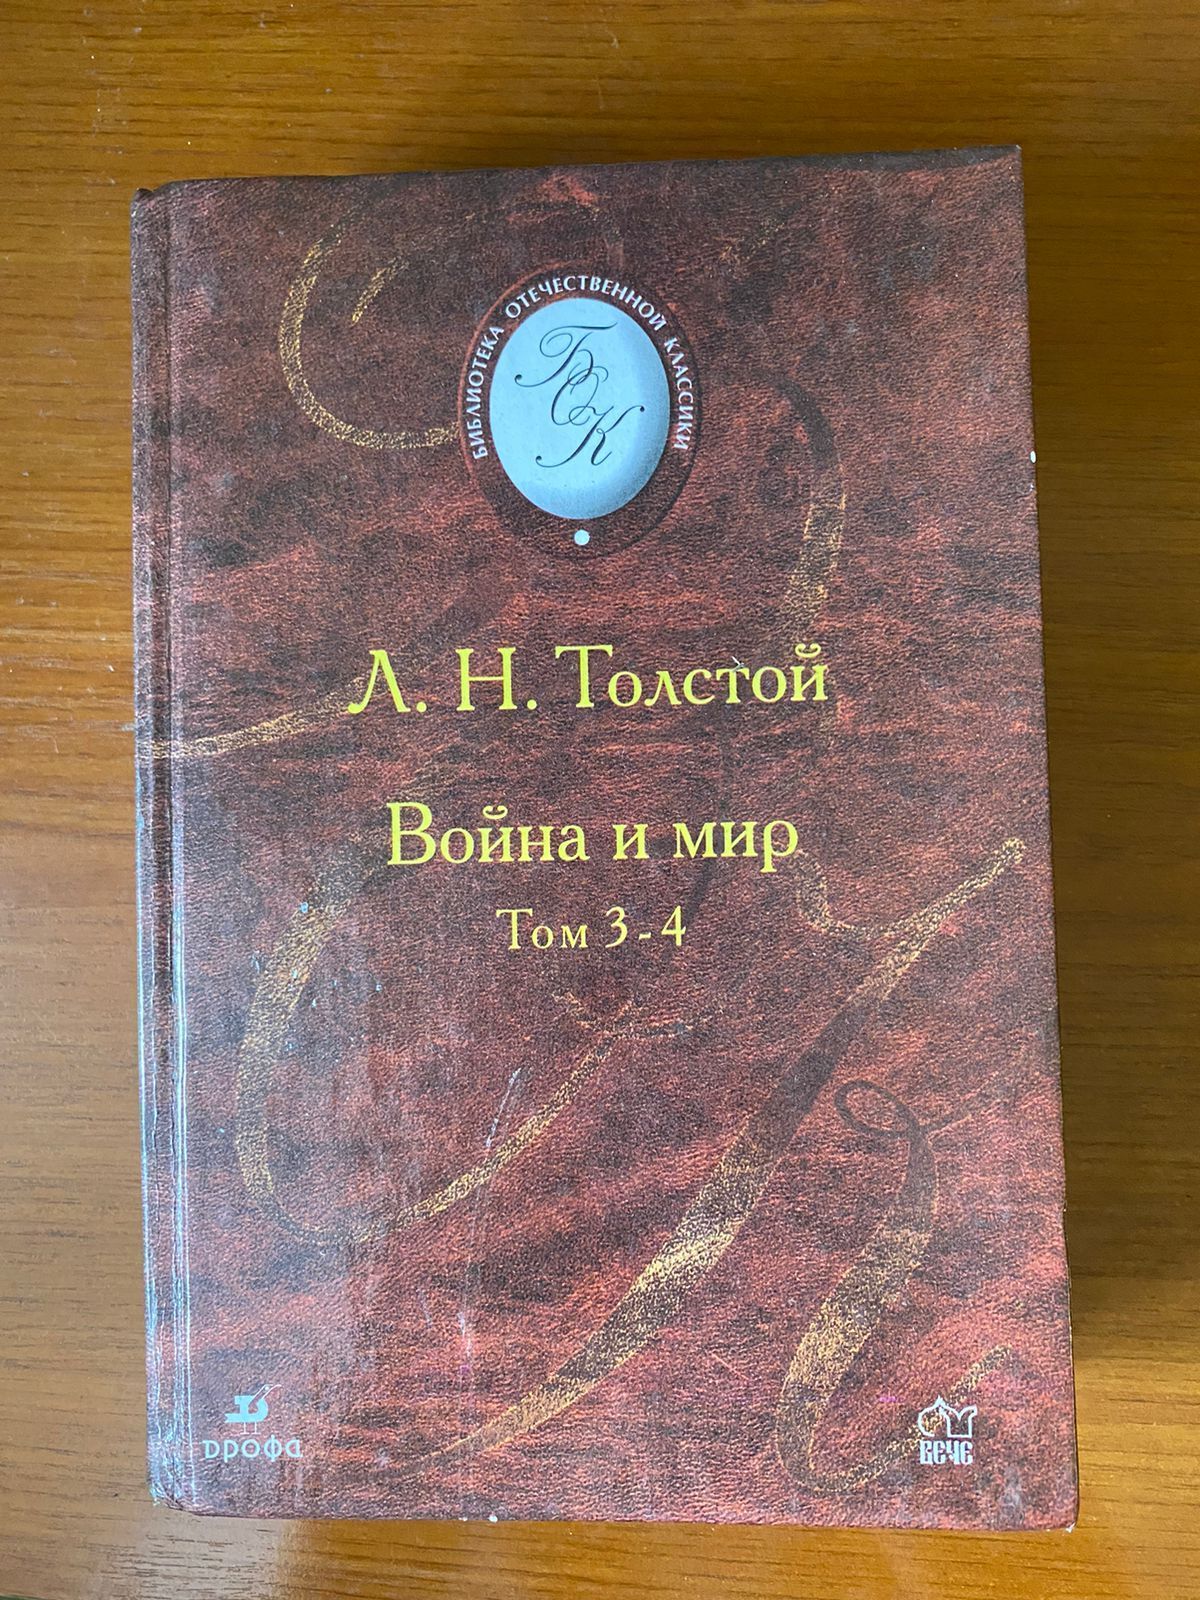 БИБЛИОТЕКА ОТЕЧЕСТВЕННОЙ КЛАССИКИ
БОК
Л. Н. Толстой
Война и мир
Том 3-4
ДРОФА
ВЕЧЕ